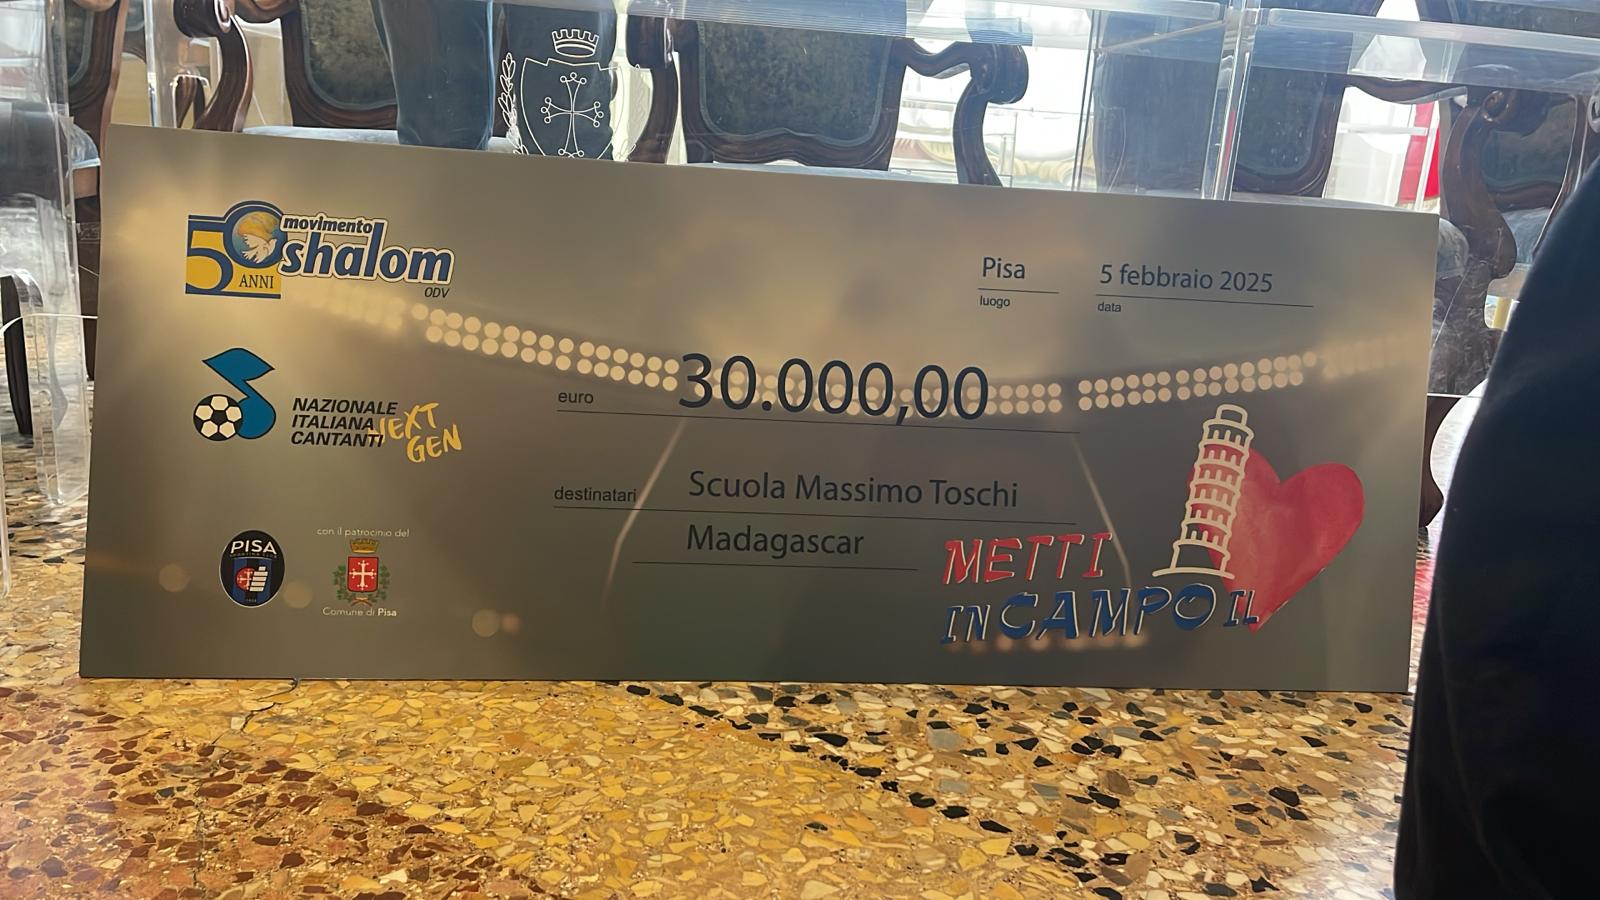 50 ANNI
movimento
shalom
ODV
Pisa
luogo
5 febbraio 2025
data
euro
30.000,00
NAZIONALE
ITALIANA
CANTANTI
NEXT
GEN
destinatari
Scuola Massimo Toschi
Madagascar
PISA
con il patrocinio del
Comune di Pisa
METTI
IN CAMPO IL